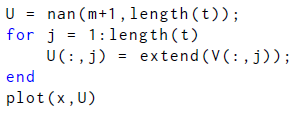 U = nan(m+1,length(t));
for j = 1:length(t)
    U(:,j) = extend(V(:,j));
end
plot(x,U)